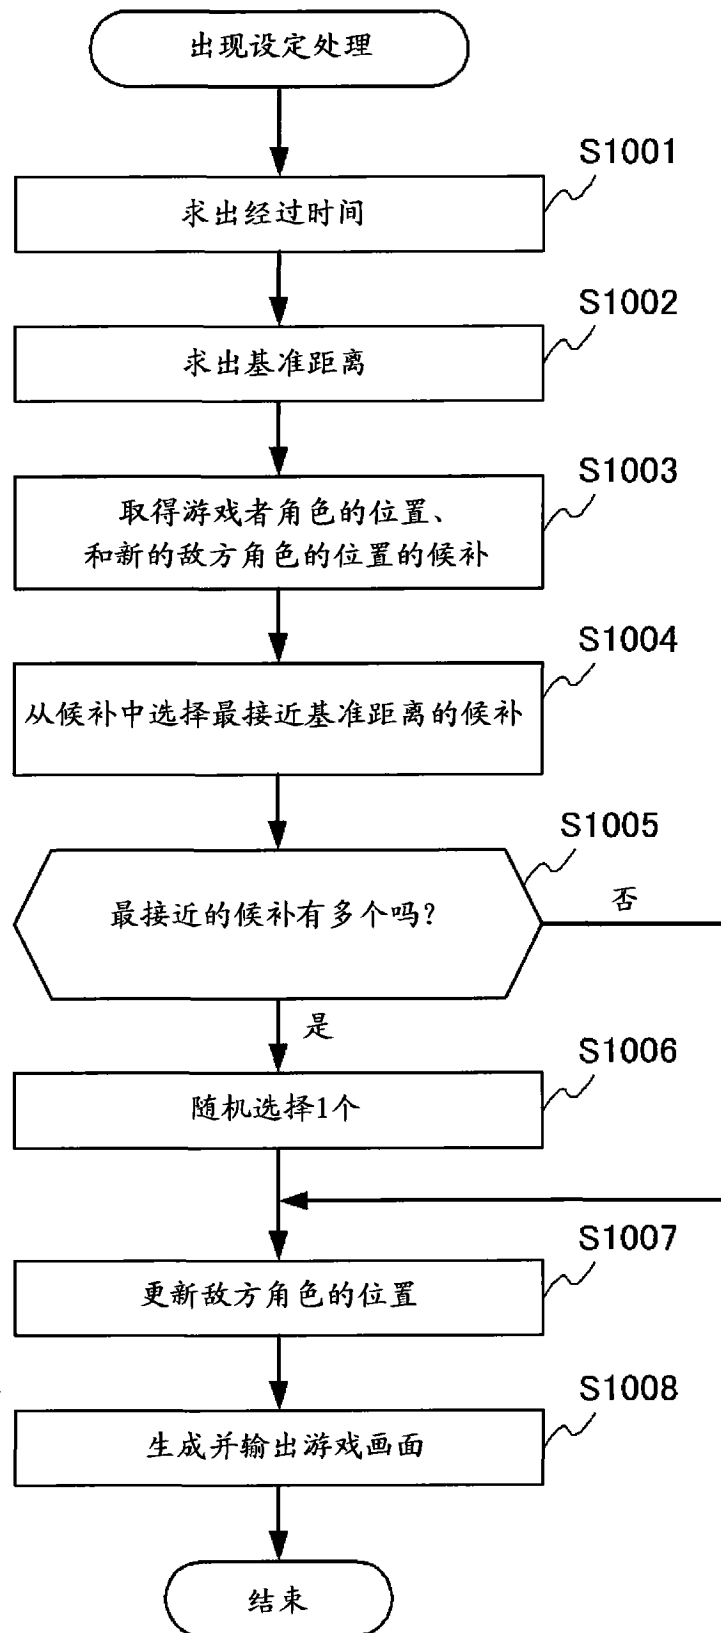 出现设定处理
S1001
求出经过时间
S1002
求出基准距离
S1003
取得游戏者角色的位置、
和新的敌方角色的位置的候补
S1004
从候补中选择最接近基准距离的候补
S1005
最接近的候补有多个吗?
否
是
S1006
随机选择1个
S1007
更新敌方角色的位置
S1008
生成并输出游戏画面
结束